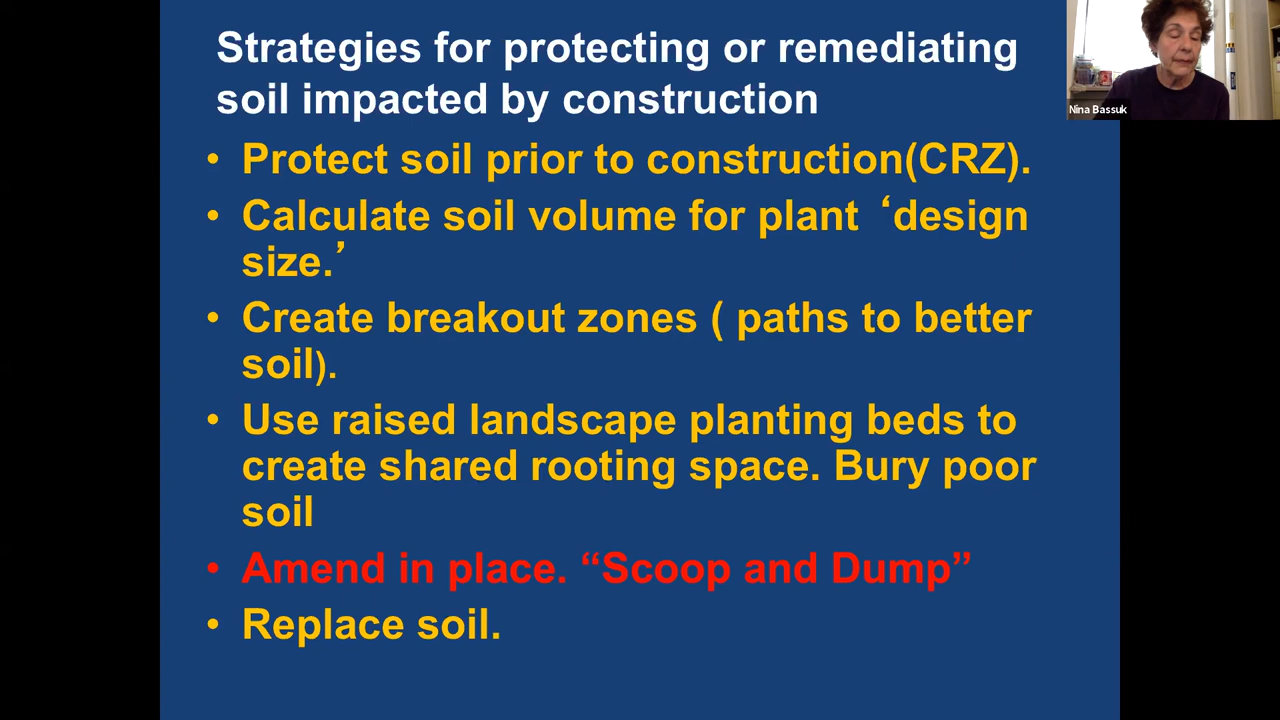 Strategies for protecting or remediating
soil impacted by construction
Nina Bassuk
• Protect soil prior to construction(CRZ).
• Calculate soil volume for plant ‘design
size.’
• Create breakout zones ( paths to better
soil).
• Use raised landscape planting beds to
create shared rooting space. Bury poor
soil
• Amend in place. “Scoop and Dump”
• Replace soil.